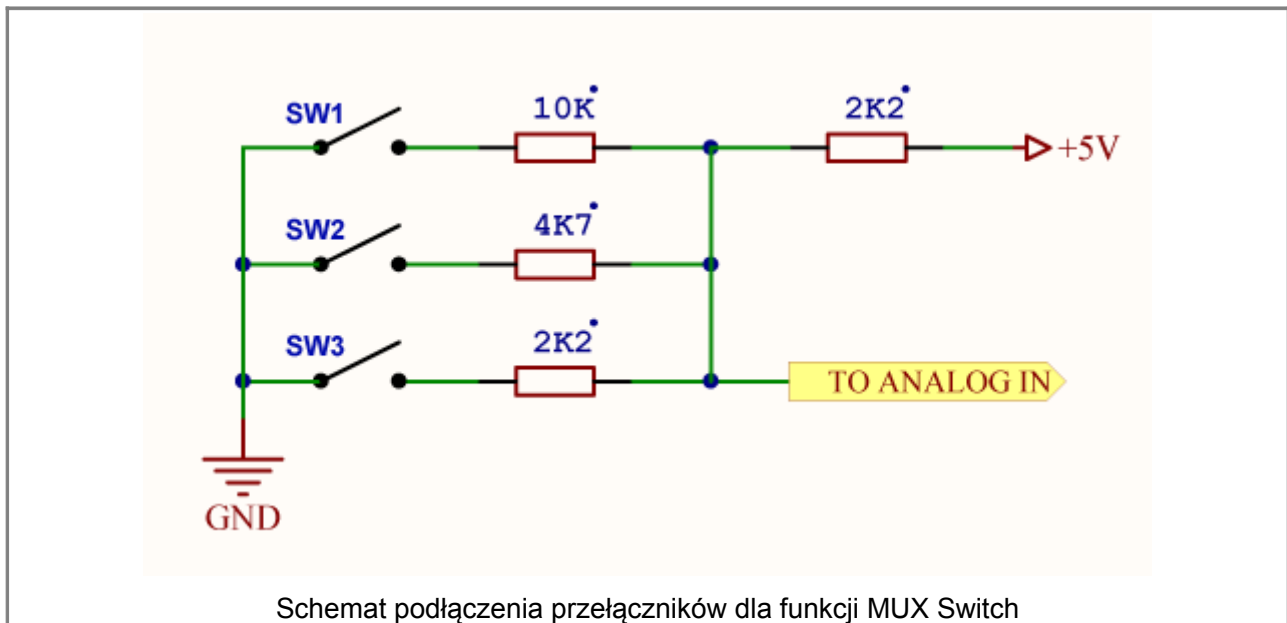 SW1
10K
2K2
+5V
SW2
4K7
SW3
2K2
TO ANALOG IN
GND
Schemat podłączenia przełączników dla funkcji MUX Switch